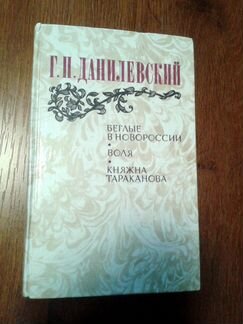 Г.П. ДАНИЛЕВСКИЙ
БЕГЛЫЕ
В НОВОРОССИИ
•
ВОЛЯ
•
КНЯЖНА
ТАРАКАНОВА